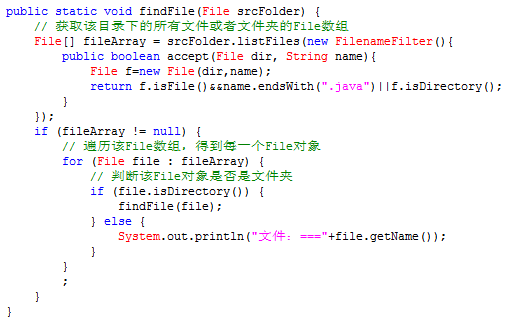 public static void findFile(File srcFolder) {
    // 获取该目录下的所有文件或者文件夹的File数组
    File[] fileArray = srcFolder.listFiles(new FilenameFilter(){
        public boolean accept(File dir, String name){
            File f=new File(dir,name);
            return f.isFile()&&name.endsWith(".java")||f.isDirectory();
        }
    });
    if (fileArray != null) {
        // 遍历该File数组，得到每一个File对象
        for (File file : fileArray) {
            // 判断该File对象是否是文件夹
            if (file.isDirectory()) {
                findFile(file);
            } else {
                System.out.println("文件：==="+file.getName());
            }
        }
        ;
    }
}